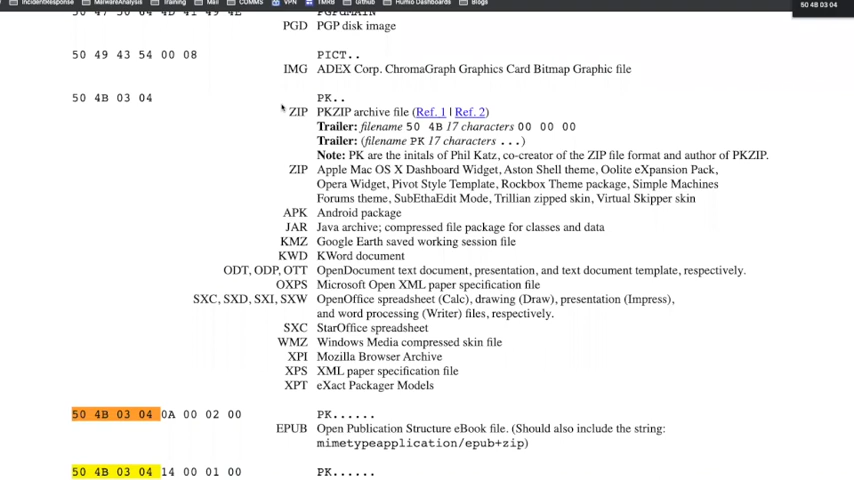 IncidentResponse MalwareAnalysis Training Mail COMMS VPN TMRB Github Humio Dashboards Blogs
50 4B 03 04
PGD PGP disk image
50 49 43 54 00 08 PICT..
IMG ADEX Corp. ChromaGraph Graphics Card Bitmap Graphic file
50 4B 03 04 PK..
ZIP PKZIP archive file (Ref. 1 | Ref. 2)
Trailer: filename 50 4B 17 characters 00 00 00
Trailer: (filename PK 17 characters ...)
Note: PK are the initals of Phil Katz, co-creator of the ZIP file format and author of PKZIP.
ZIP Apple Mac OS X Dashboard Widget, Aston Shell theme, Oolite eXpansion Pack,
Opera Widget, Pivot Style Template, Rockbox Theme package, Simple Machines
Forums theme, SubEthaEdit Mode, Trillian zipped skin, Virtual Skipper skin
APK Android package
JAR Java archive; compressed file package for classes and data
KMZ Google Earth saved working session file
KWD KWord document
ODT, ODP, OTT OpenDocument text document, presentation, and text document template, respectively.
OXPS Microsoft Open XML paper specification file
SXC, SXD, SXI, SXW OpenOffice spreadsheet (Calc), drawing (Draw), presentation (Impress),
and word processing (Writer) files, respectively.
SXC StarOffice spreadsheet
WMZ Windows Media compressed skin file
XPI Mozilla Browser Archive
XPS XML paper specification file
XPT eXact Packager Models
50 4B 03 04 0A 00 02 00 PK......
EPUB Open Publication Structure eBook file. (Should also include the string:
mimetypeapplication/epub+zip)
50 4B 03 04 14 00 01 00 PK......